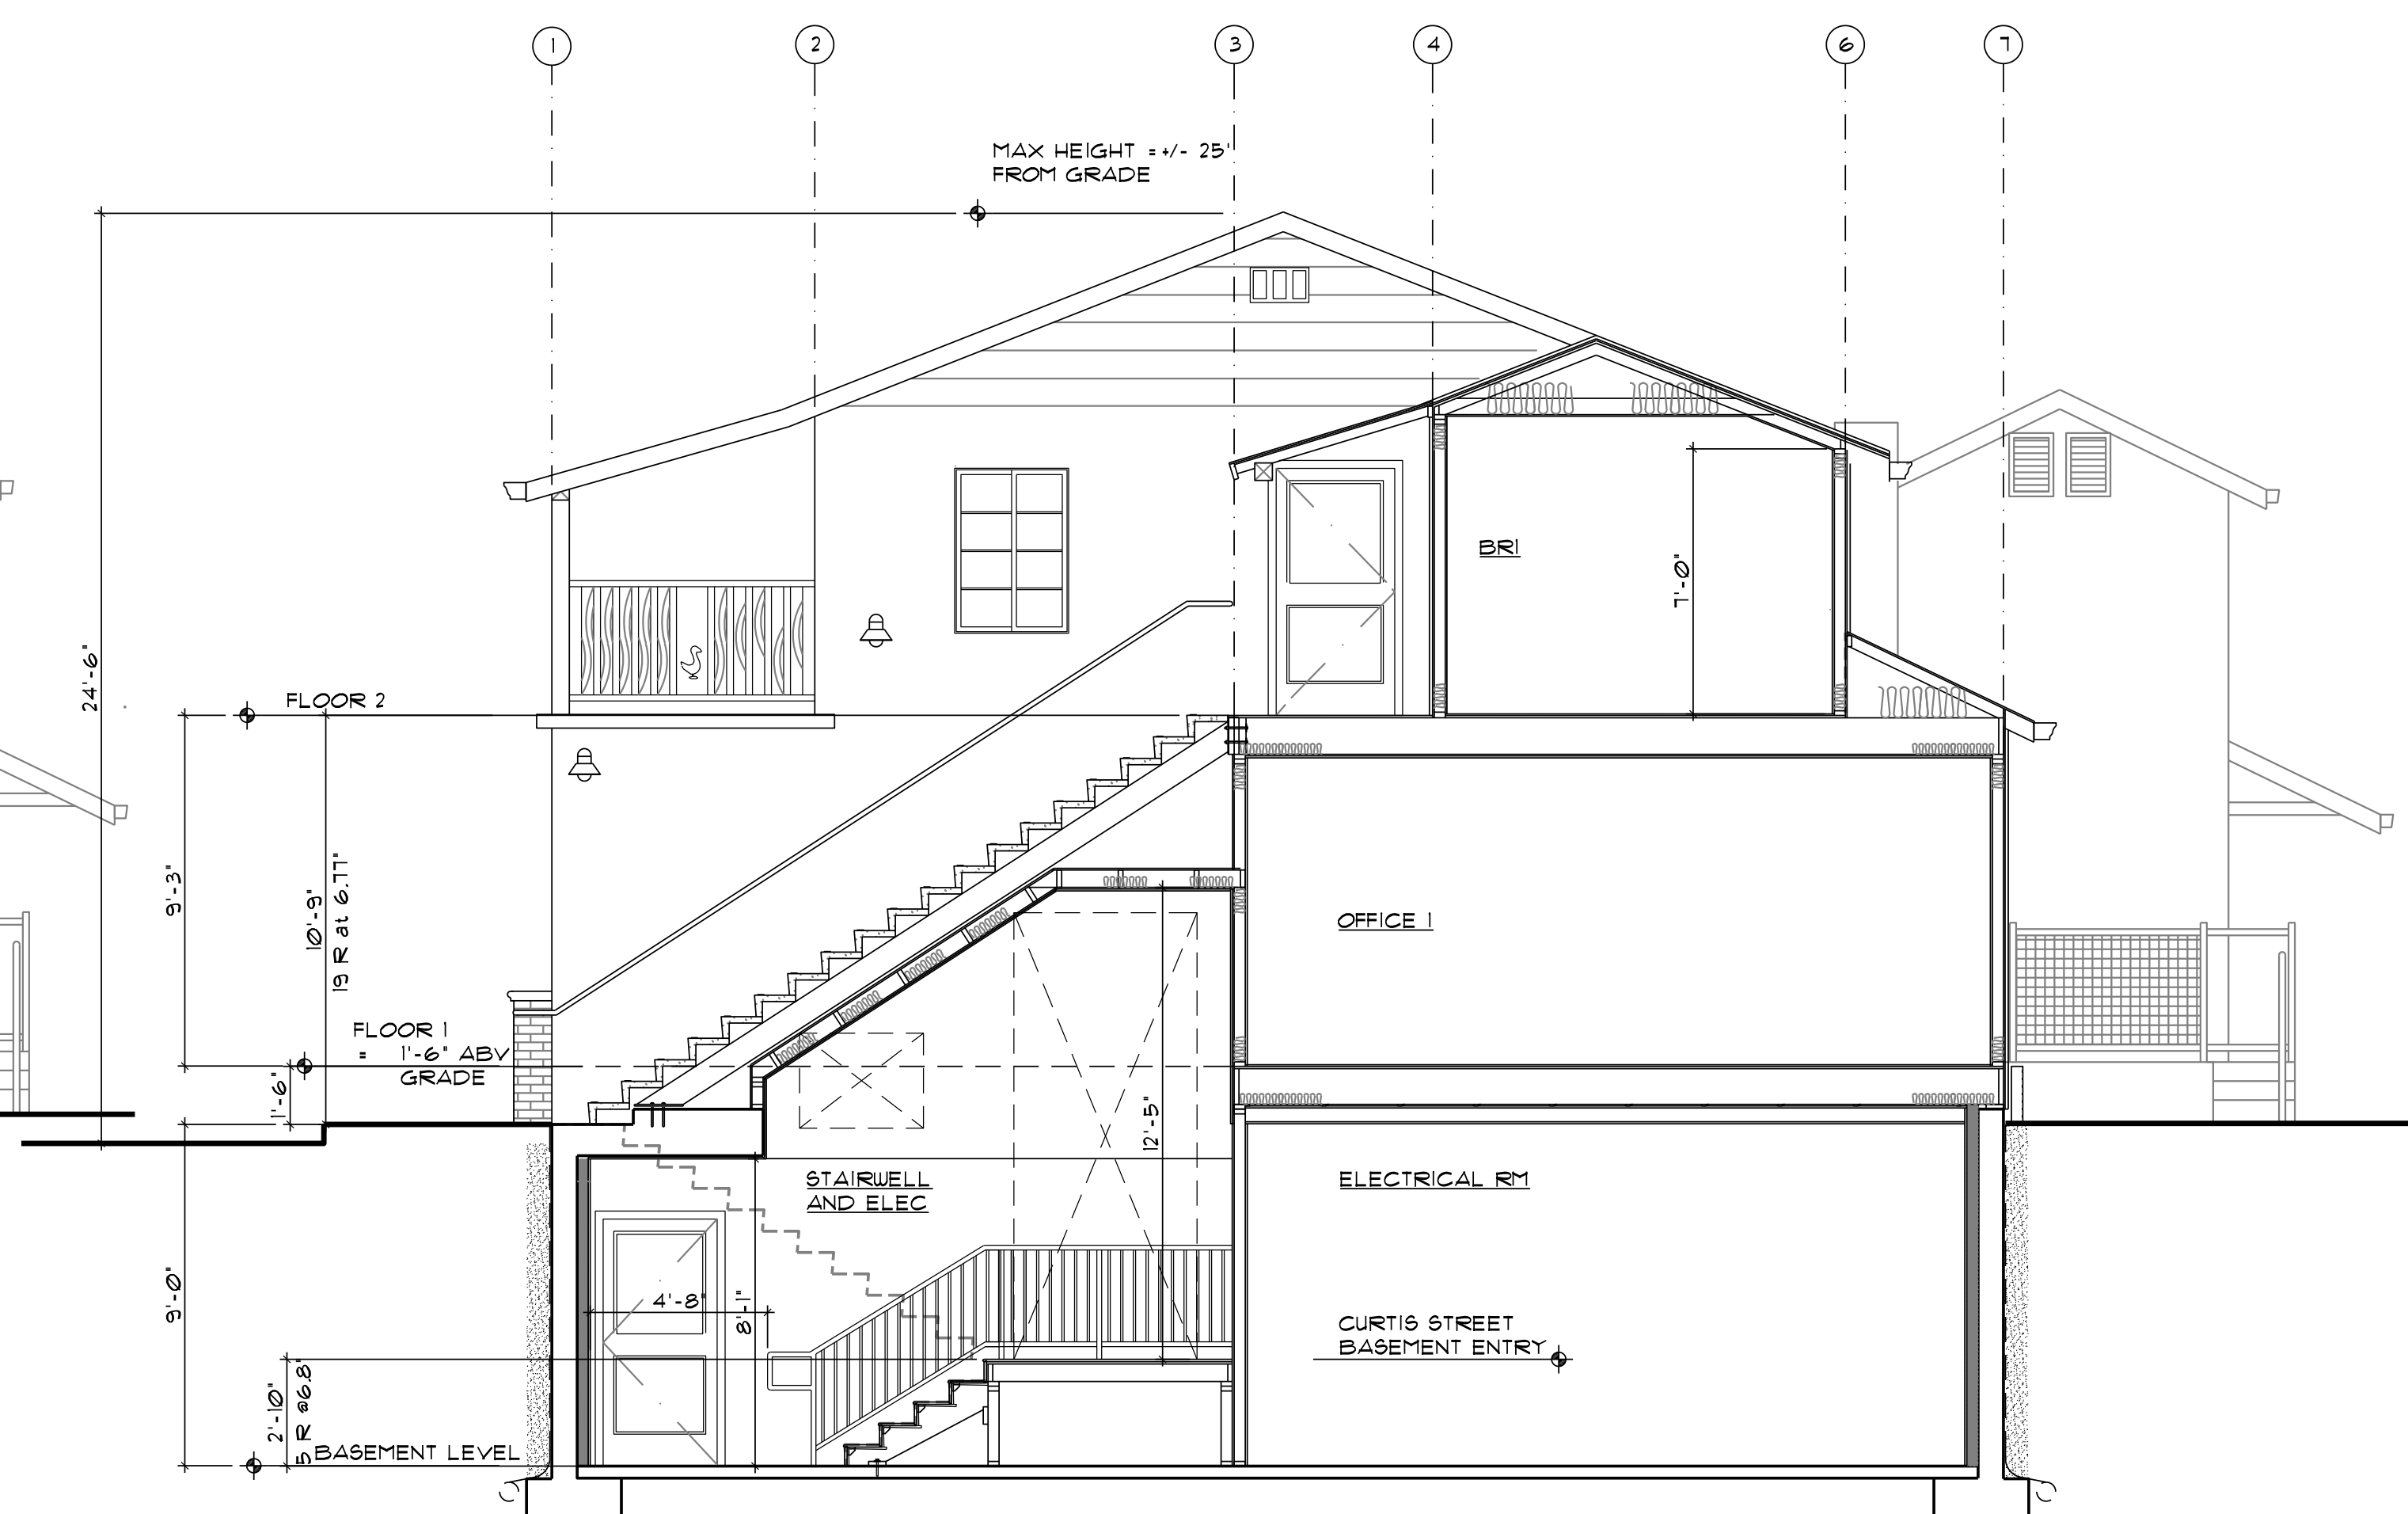 1
2
3
4
6
7
MAX HEIGHT = +/- 25'
FROM GRADE
24'-6"
BR1
7'-0"
FLOOR 2
9'-3"
10'-9"
19 R at 6.77"
OFFICE 1
FLOOR 1
= 1'-6" ABV
GRADE
1'-6"
12'-5"
STAIRWELL
AND ELEC
ELECTRICAL RM
9'-0"
4'-8"
8'-1"
CURTIS STREET
BASEMENT ENTRY
2'-10"
5 R @6.8"
BASEMENT LEVEL